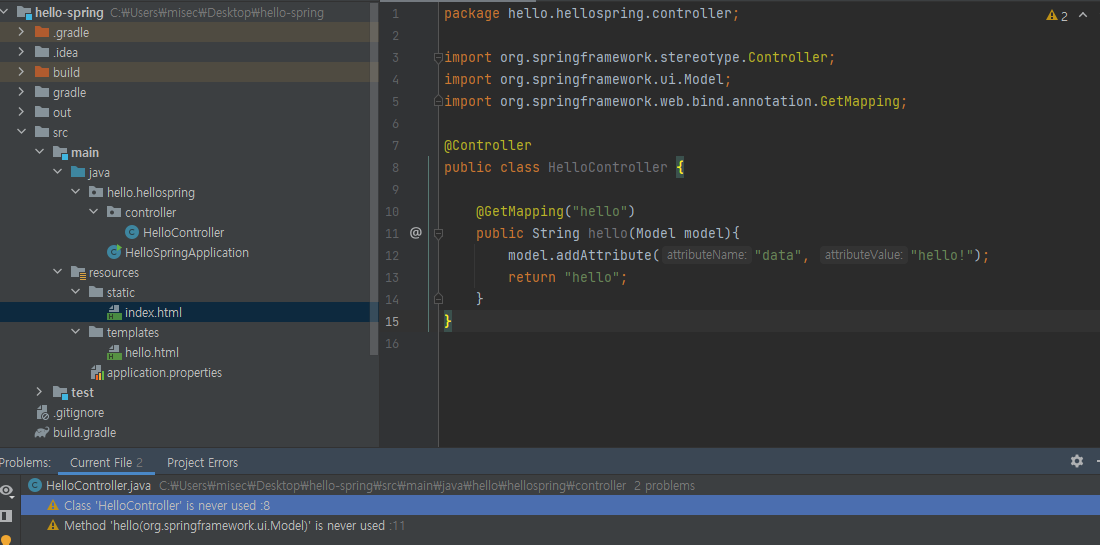 hello-spring C:₩Users₩misec₩Desktop₩hello-spring
.gradle
.idea
build
gradle
out
src
main
java
hello.hellospring
controller
HelloController
HelloSpringApplication
resources
static
index.html
templates
hello.html
application.properties
test
.gitignore
build.gradle
1 package hello.hellospring.controller;
2
3 import org.springframework.stereotype.Controller;
4 import org.springframework.ui.Model;
5 import org.springframework.web.bind.annotation.GetMapping;
6
7 @Controller
8 public class HelloController {
9
10 @GetMapping("hello")
11 @ public String hello(Model model){
12 model.addAttribute( attributeName: "data", attributeValue: "hello!");
13 return "hello";
14 }
15 }
16
2
Problems: Current File 2 Project Errors
HelloController.java C:₩Users₩misec₩Desktop₩hello-spring₩src₩main₩java₩hello₩hellospring₩controller 2 problems
Class 'HelloController' is never used :8
Method 'hello(org.springframework.ui.Model)' is never used :11